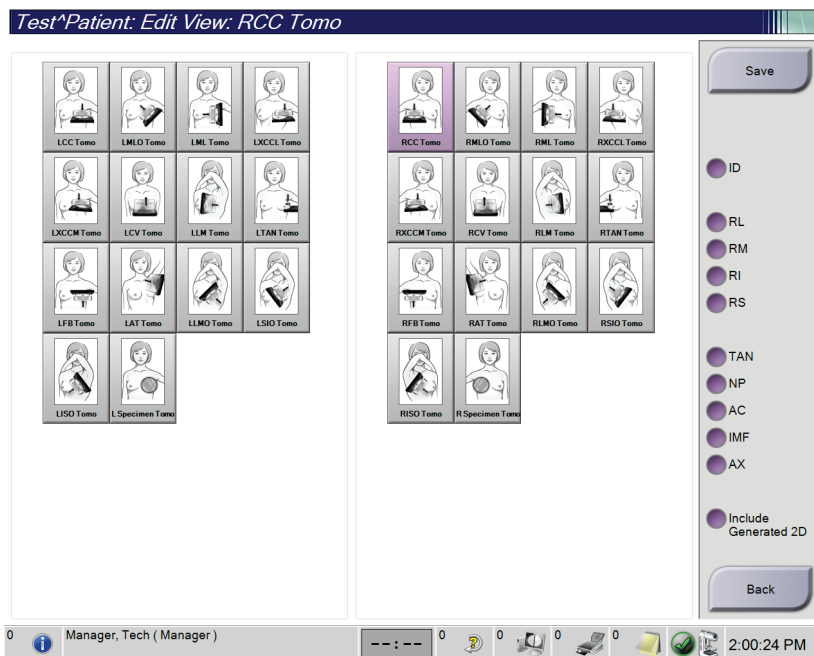 Test^Patient: Edit View: RCC Tomo
LCC Tomo
LMLO Tomo
LML Tomo
LXCCL Tomo
LXCCM Tomo
LCV Tomo
LLM Tomo
LTAN Tomo
LFB Tomo
LAT Tomo
LLMO Tomo
LSIO Tomo
LISO Tomo
L Specimen Tomo
RCC Tomo
RMLO Tomo
RML Tomo
RXCCL Tomo
RXCCM Tomo
RCV Tomo
RLM Tomo
RTAN Tomo
RFB Tomo
RAT Tomo
RLMO Tomo
RSIO Tomo
RISO Tomo
R Specimen Tomo
Save
ID
RL
RM
RI
RS
TAN
NP
AC
IMF
AX
Include
Generated 2D
Back
0
Manager, Tech ( Manager )
--:--
0
0
0
0
2:00:24 PM